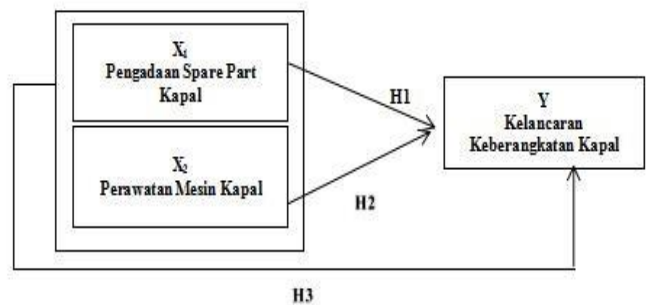 X₁
Pengadaan Spare Part
Kapal
H1
Y
Kelancaran
Keberangkatan Kapal
X₂
Perawatan Mesin Kapal
H2
H3